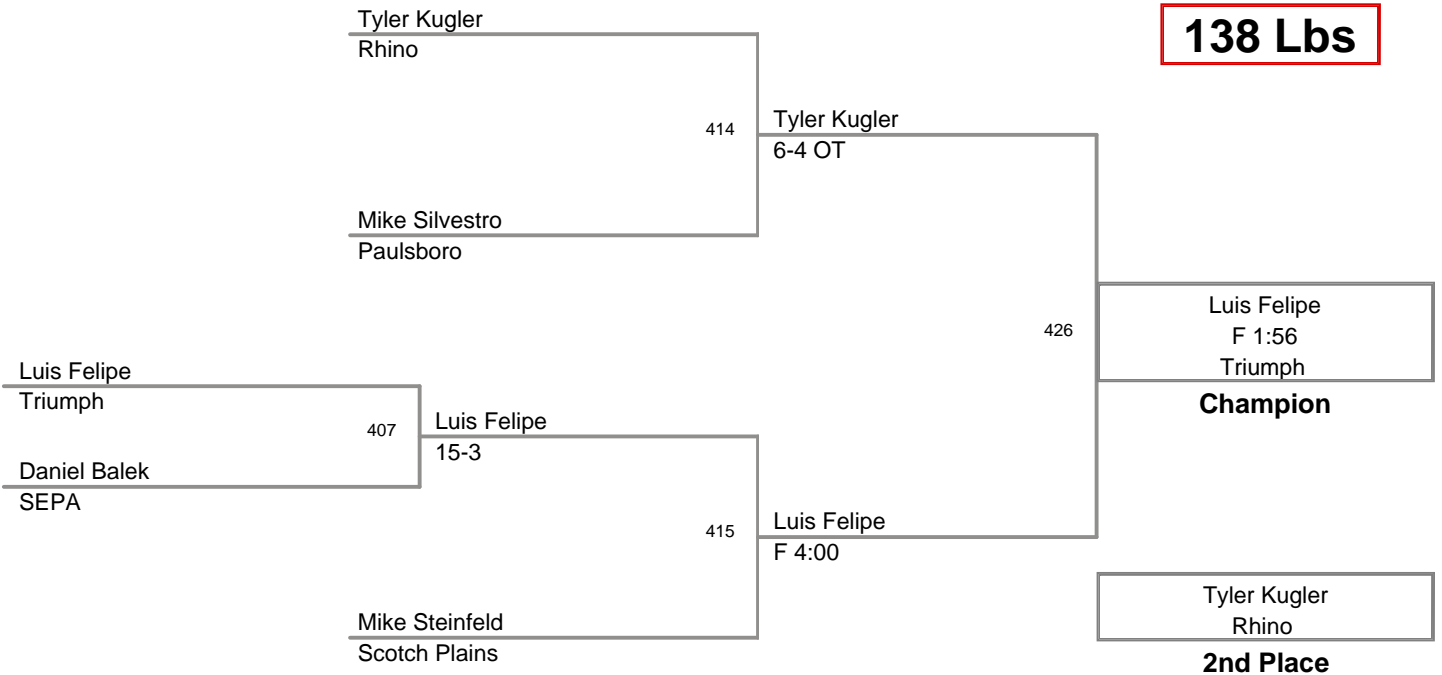 Tyler Kugler
Rhino
138 Lbs
414
Tyler Kugler
6-4 OT
Mike Silvestro
Paulsboro
Luis Felipe
F 1:56
Triumph
Champion
426
Luis Felipe
Triumph
407
Luis Felipe
15-3
Daniel Balek
SEPA
415
Luis Felipe
F 4:00
Mike Steinfeld
Scotch Plains
Tyler Kugler
Rhino
2nd Place